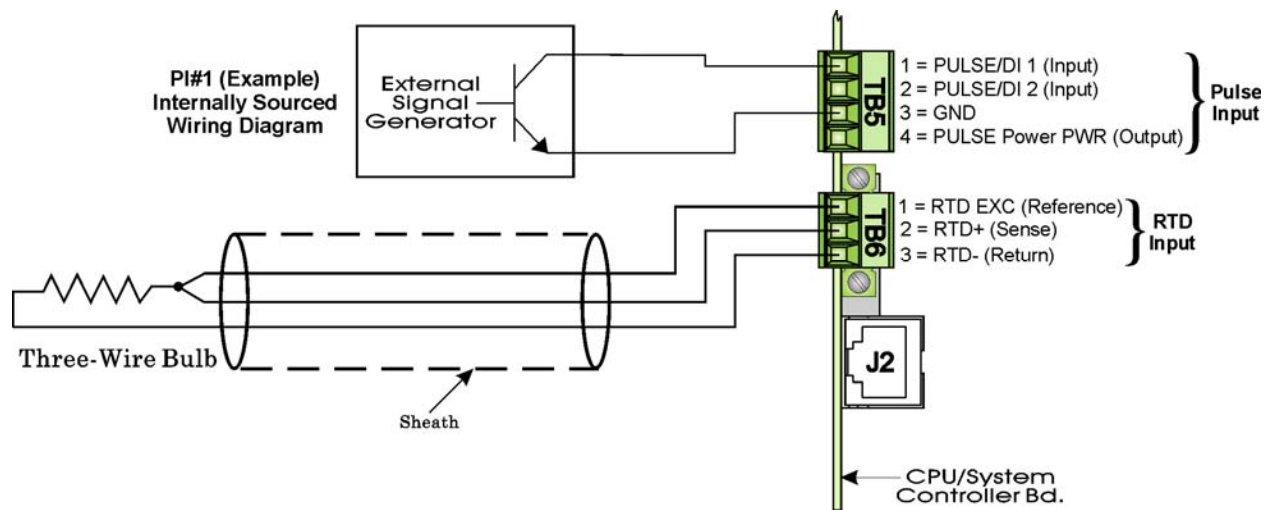 PI#1 (Example)
Internally Sourced
Wiring Diagram
External
Signal
Generator
TB5
1 = PULSE/DI 1 (Input)
2 = PULSE/DI 2 (Input)
3 = GND
4 = PULSE Power PWR (Output)
Pulse
Input
TB6
1 = RTD EXC (Reference)
2 = RTD+ (Sense)
3 = RTD- (Return)
RTD
Input
Three-Wire Bulb
Sheath
J2
CPU/System
Controller Bd.